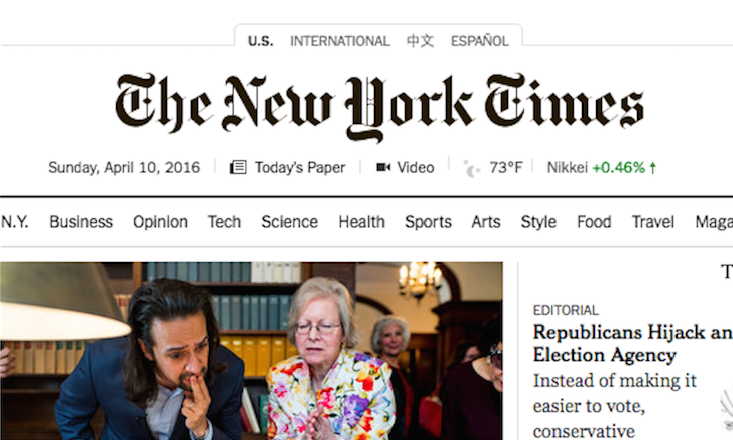 U.S. INTERNATIONAL 中文 ESPAÑOL
The New York Times
Sunday, April 10, 2016 Today's Paper Video 73°F Nikkei +0.46% ↑
N.Y. Business Opinion Tech Science Health Sports Arts Style Food Travel Maga
T
EDITORIAL
Republicans Hijack an
Election Agency
Instead of making it
easier to vote,
conservative